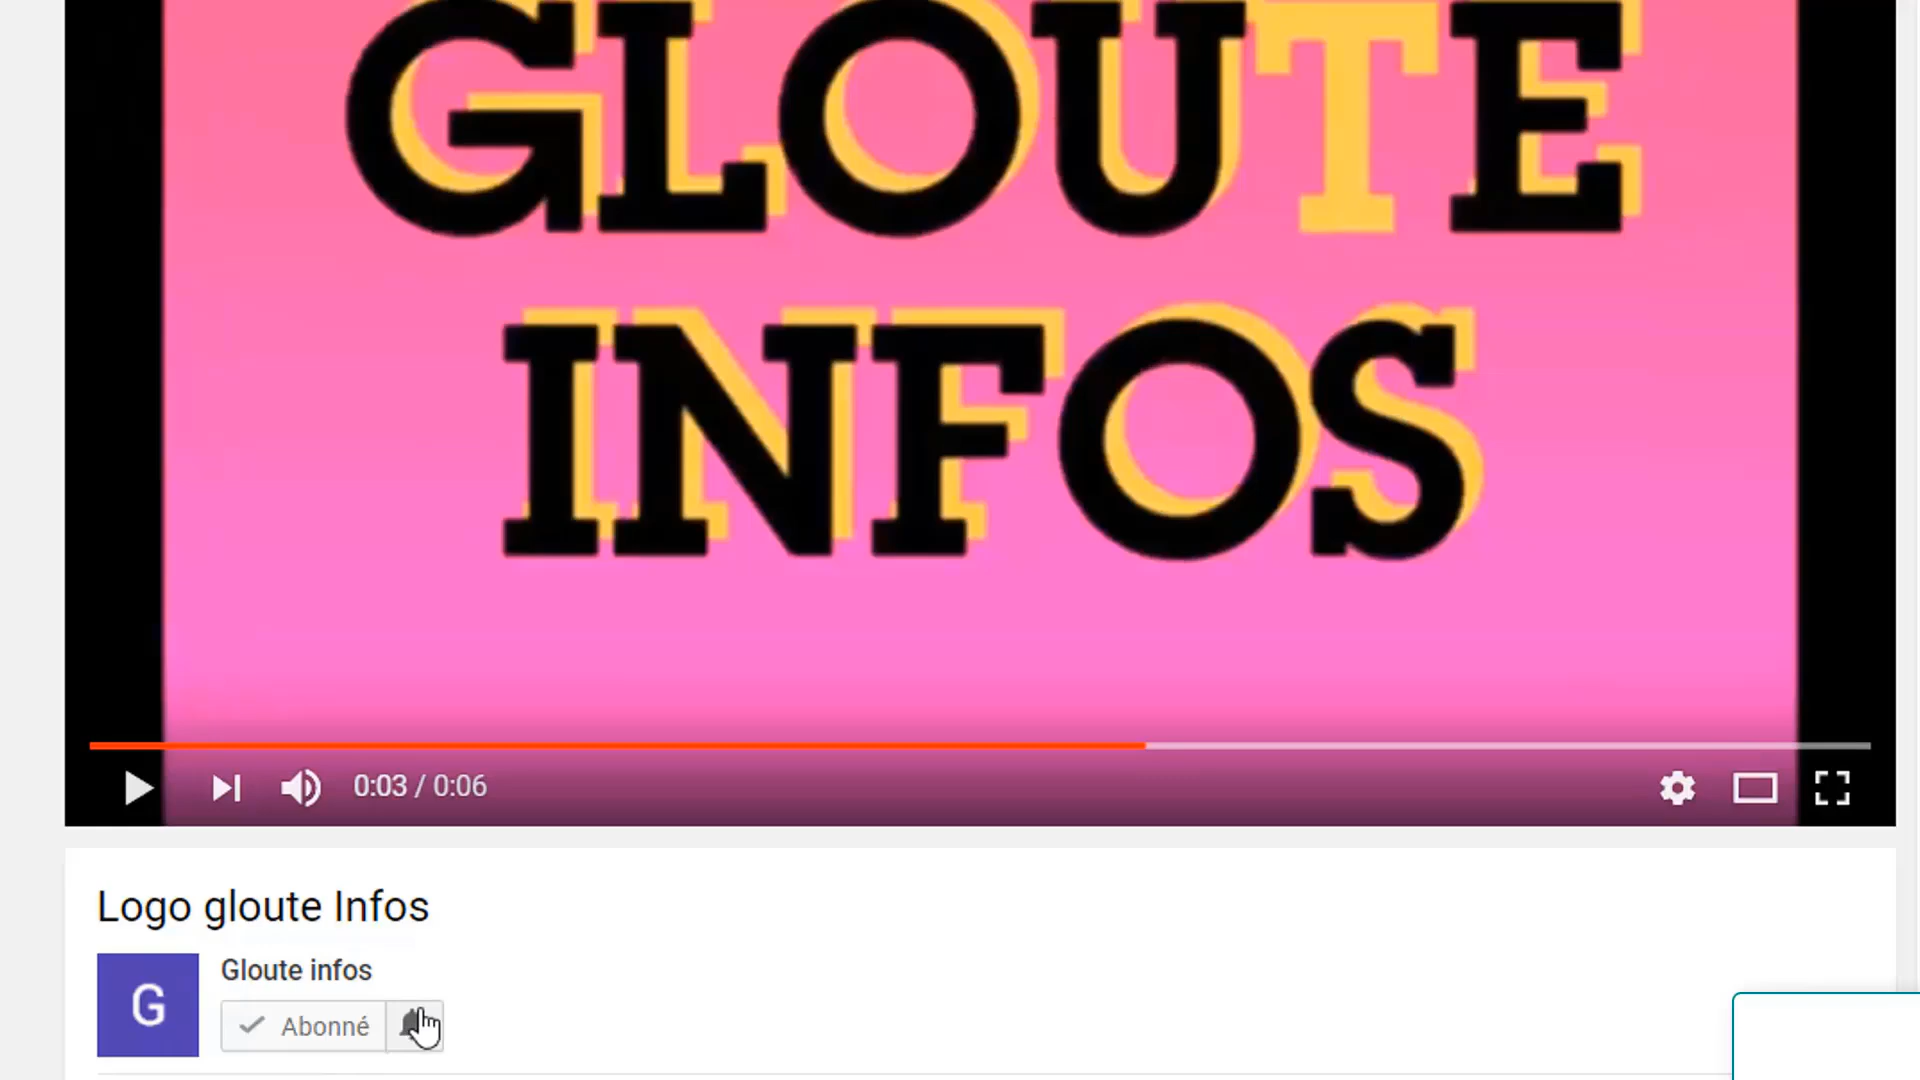 GLOUTE
INFOS
0:03 / 0:06
Logo gloute Infos
G
Gloute infos
Abonné